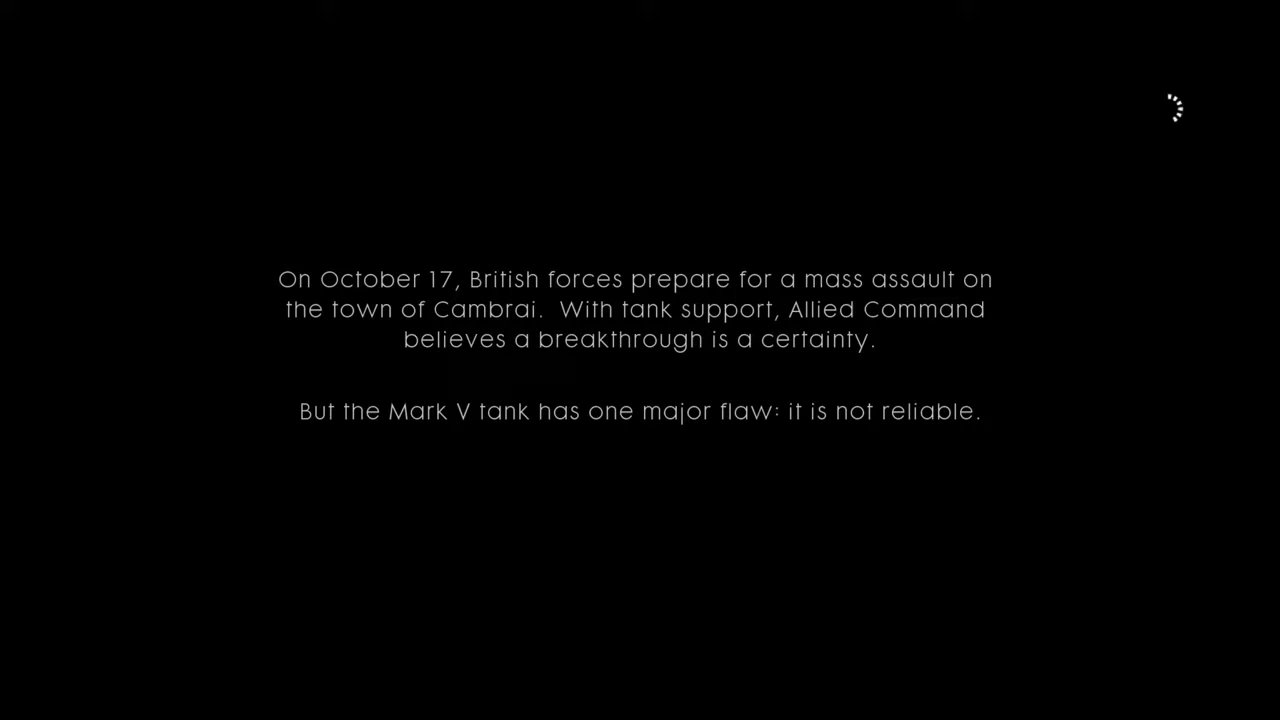 On October 17, British forces prepare for a mass assault on
the town of Cambrai.  With tank support, Allied Command
believes a breakthrough is a certainty.
But the Mark V tank has one major flaw: it is not reliable.